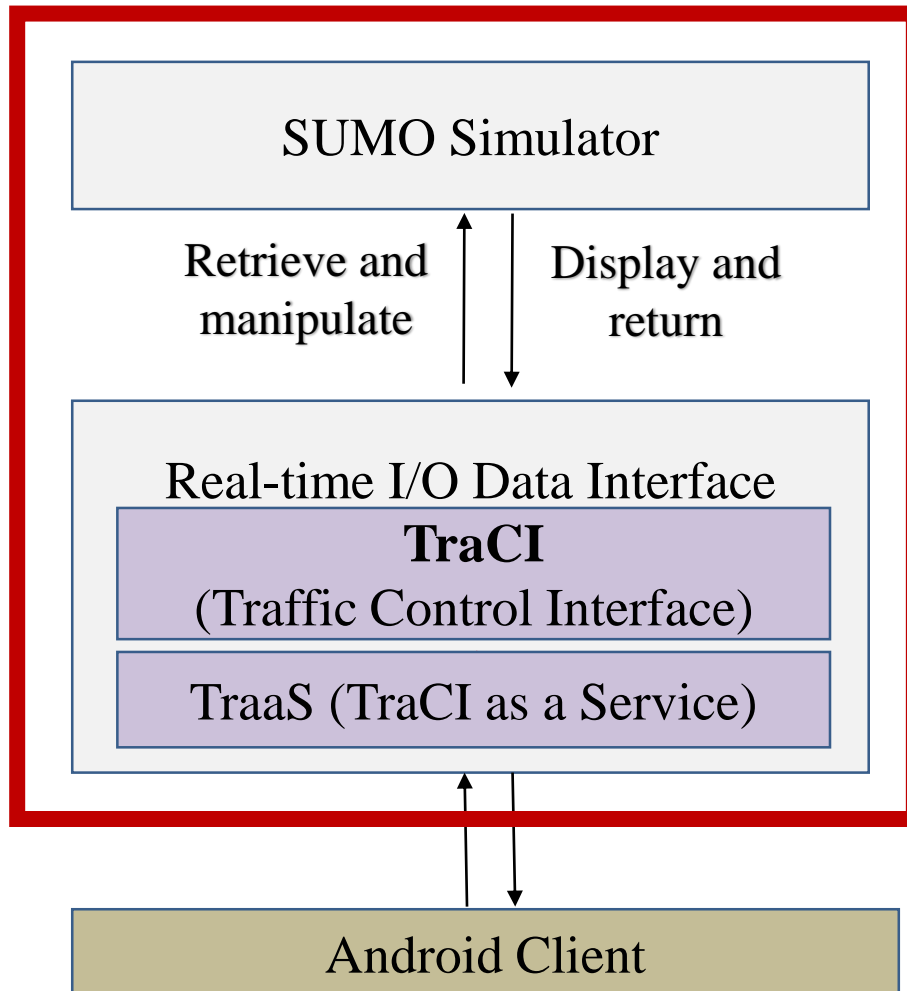 SUMO Simulator
Retrieve and
manipulate
Display and
return
Real-time I/O Data Interface
TraCI
(Traffic Control Interface)
TraaS (TraCI as a Service)
Android Client